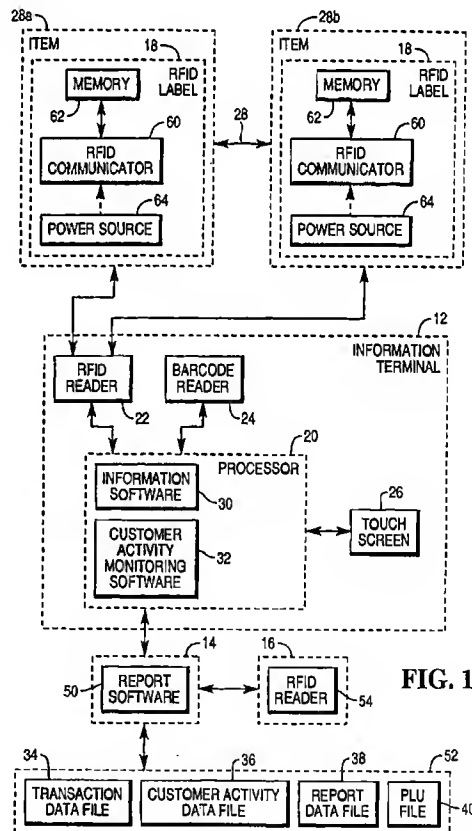 28a
28b
ITEM
18
RFID
LABEL
MEMORY
62
60
RFID
COMMUNICATOR
64
POWER SOURCE
28
ITEM
18
RFID
LABEL
MEMORY
62
60
RFID
COMMUNICATOR
64
POWER SOURCE
12
INFORMATION
TERMINAL
RFID
READER
22
BARCODE
READER
24
20
PROCESSOR
INFORMATION
SOFTWARE
30
CUSTOMER
ACTIVITY
MONITORING
SOFTWARE
32
26
TOUCH
SCREEN
14
50
REPORT
SOFTWARE
16
RFID
READER
54
FIG. 1
34
TRANSACTION
DATA FILE
36
CUSTOMER ACTIVITY
DATA FILE
38
REPORT
DATA FILE
52
PLU
FILE
40